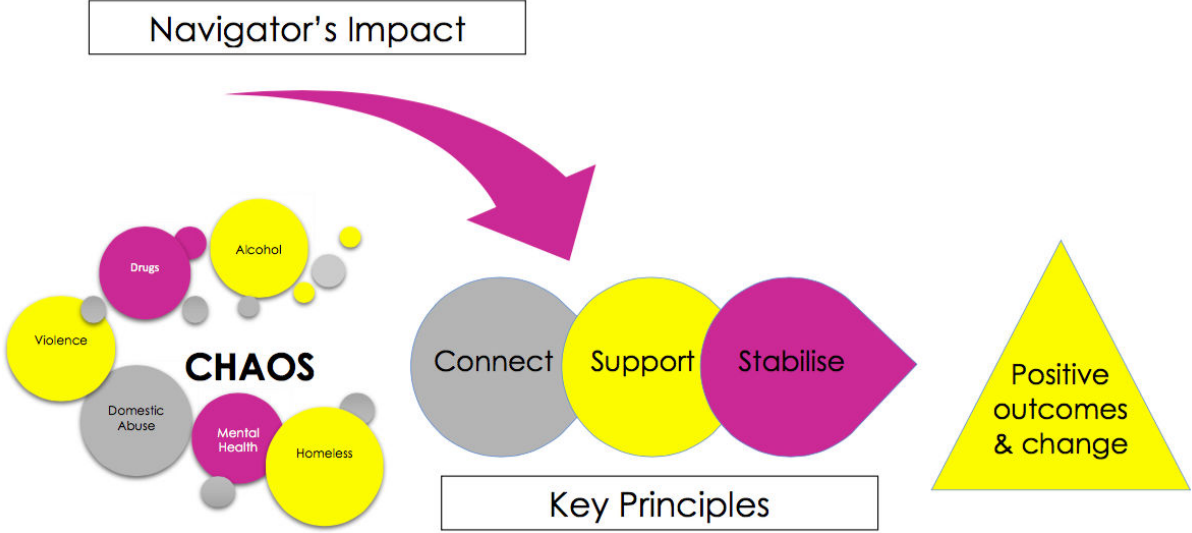 Navigator's Impact
Alcohol
Drugs
Violence
CHAOS
Domestic
Abuse
Mental
Health
Homeless
Connect
Support
Stabilise
Key Principles
Positive
outcomes
& change